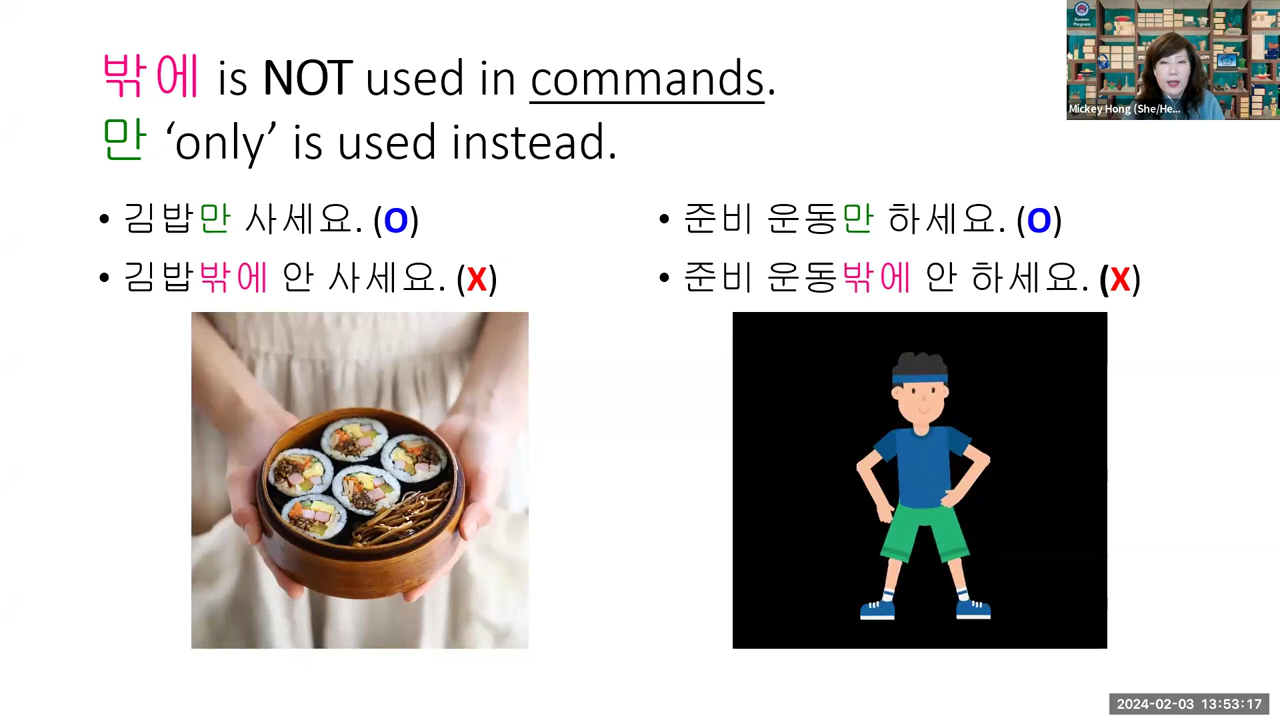 밖에 is NOT used in commands.
만 ‘only’ is used instead.
• 김밥만 사세요. (O)
• 김밥밖에 안 사세요. (X)
• 준비 운동만 하세요. (O)
• 준비 운동밖에 안 하세요. (X)
Korean
Program
Mickey Hong (She/He...
2024-02-03 13:53:17